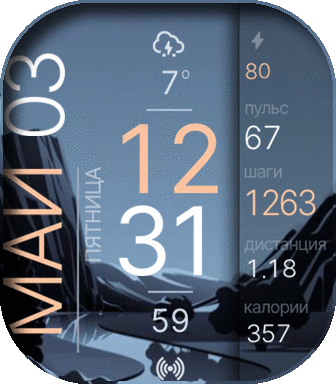 МАЙ 03
ПЯТНИЦА
7°
12
31
59
80
пульс
67
шаги
1263
дистанция
1.18
калории
357